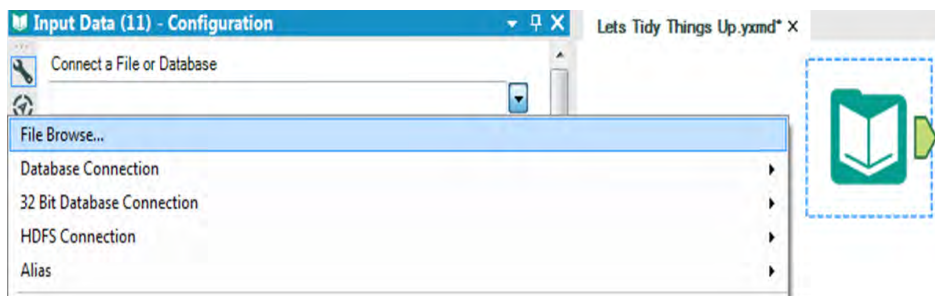 Input Data (11) - Configuration
Lets Tidy Things Up.yxmd* X
Connect a File or Database
File Browse...
Database Connection
32 Bit Database Connection
HDFS Connection
Alias